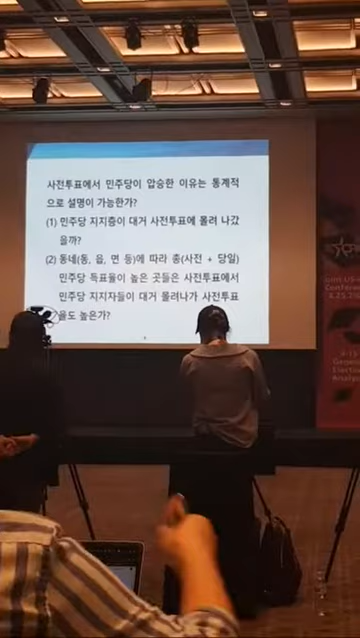 사전투표에서 민주당이 압승한 이유는 통계적
으로 설명이 가능한가?
(1) 민주당 지지층이 대거 사전투표에 몰려 나갔
을까?
(2) 동네(동, 읍, 면 등)에 따라 총(사전 + 당일)
민주당 득표율이 높은 곳들은 사전투표에서
민주당 지지자들이 대거 몰려나가 사전투표
율도 높은가?